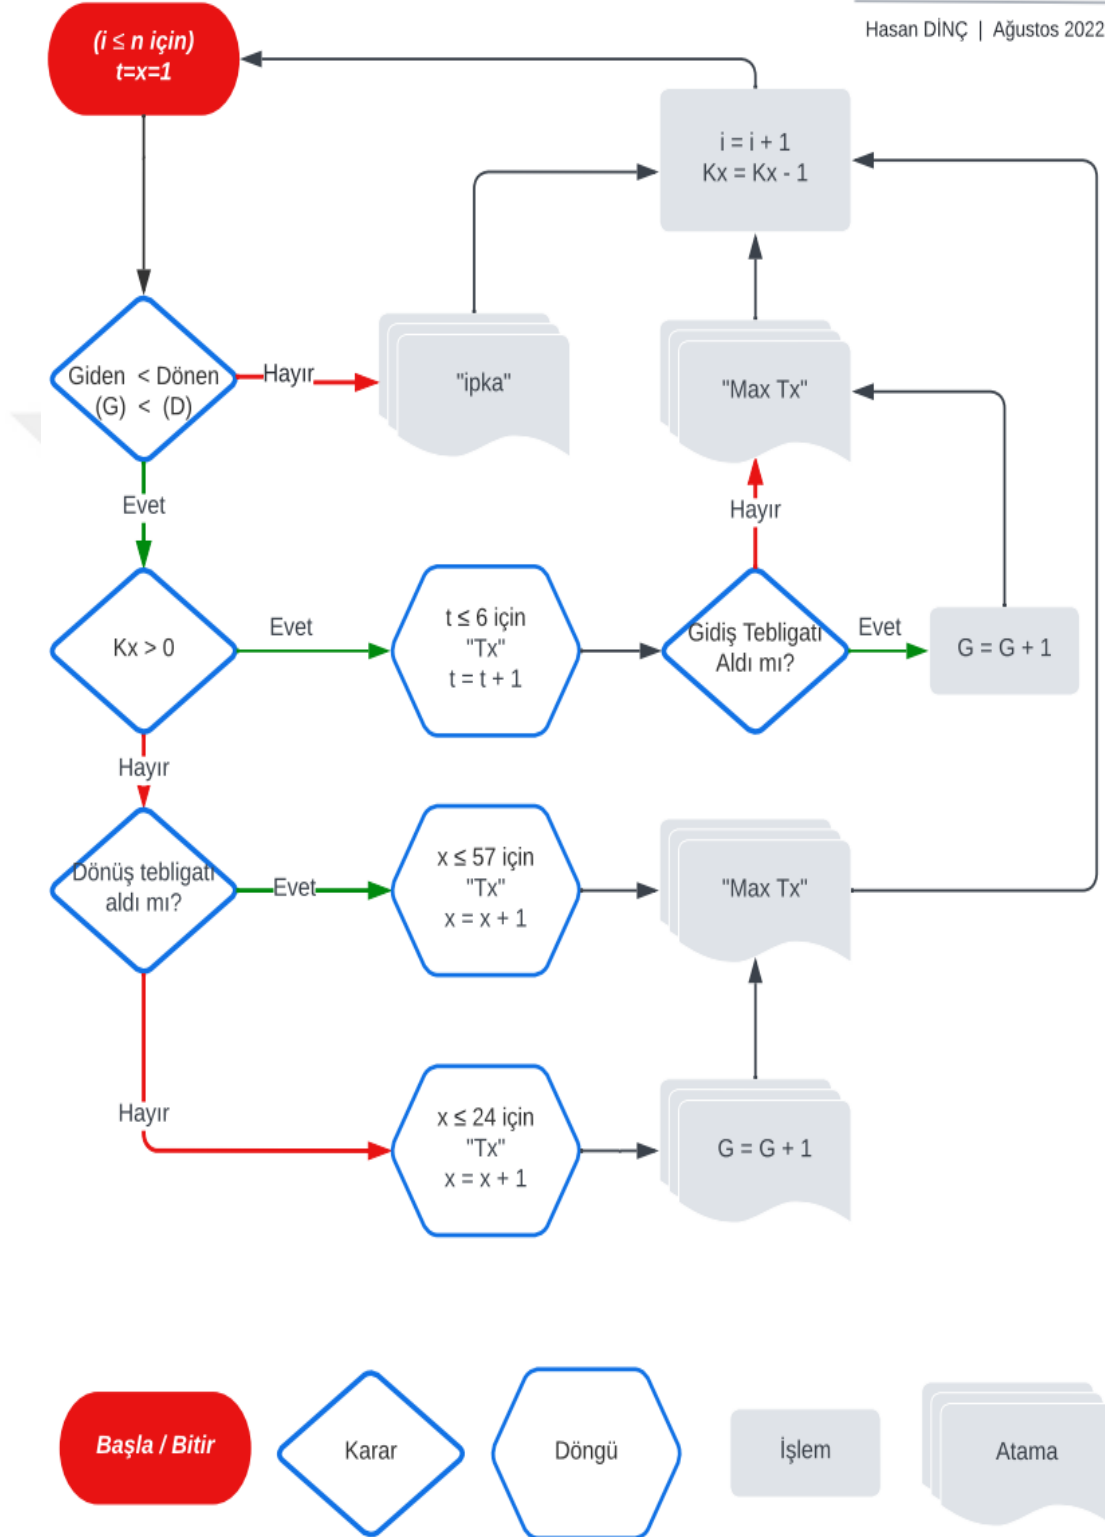 Hasan DİNÇ | Ağustos 2022
(i ≤ n için)
t=x=1
i = i + 1
Kx = Kx - 1
Giden < Dönen
(G) < (D)
Hayır
"ipka"
"Max Tx"
Evet
Hayır
Kx > 0
Evet
t ≤ 6 için
"Tx"
t = t + 1
Gidiş Tebligatı
Aldı mı?
Evet
G = G + 1
Hayır
Dönüş tebligatı
aldı mı?
Evet
x ≤ 57 için
"Tx"
x = x + 1
"Max Tx"
Hayır
x ≤ 24 için
"Tx"
x = x + 1
G = G + 1
Başla / Bitir
Karar
Döngü
İşlem
Atama